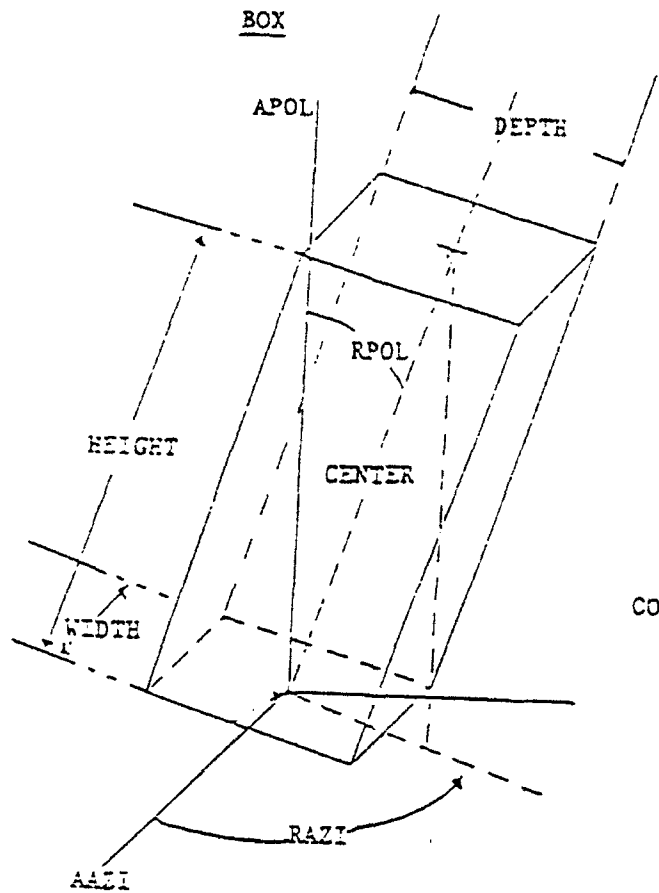 BOX
APOL
DEPTH
RPOL
HEIGHT
CENTER
WIDTH
CO
RAZI
AAZI